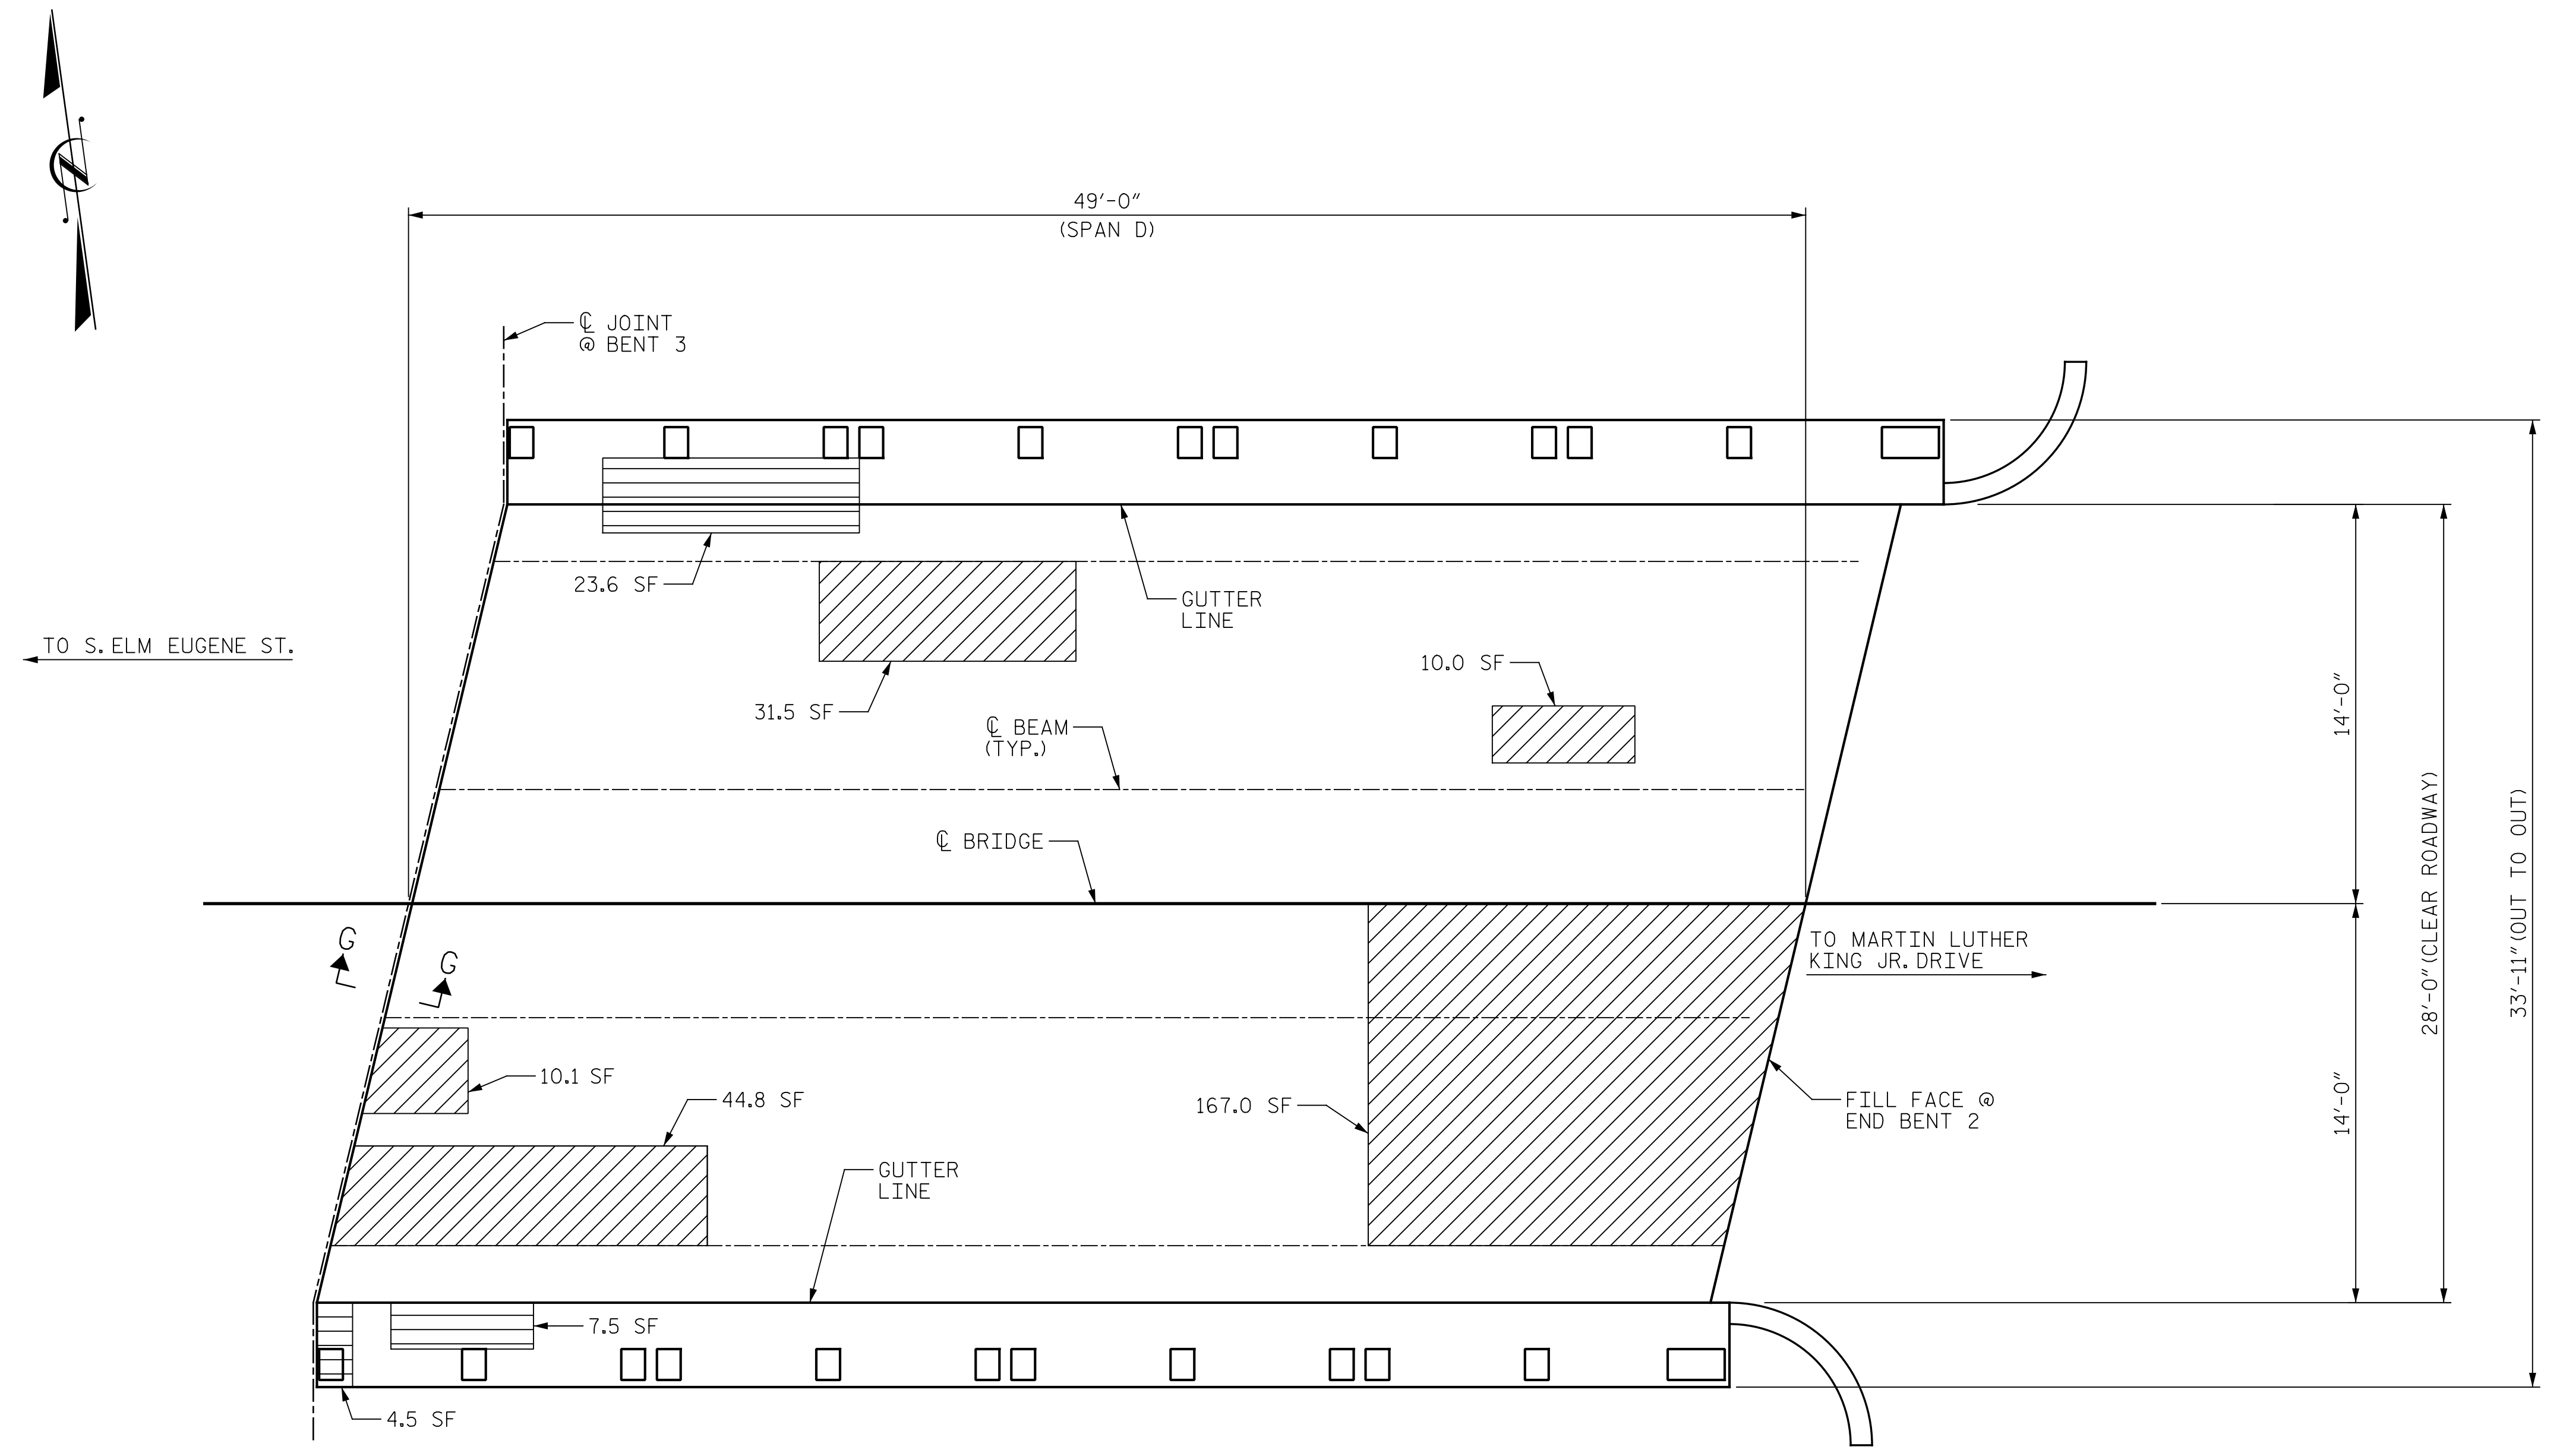 49'-0"
(SPAN D)
℄ JOINT
@ BENT 3
N
23.6 SF
GUTTER
LINE
TO S. ELM EUGENE ST.
31.5 SF
10.0 SF
℄ BEAM
(TYP.)
14'-0"
℄ BRIDGE
28'-0" (CLEAR ROADWAY)
33'-11" (OUT TO OUT)
G
G
TO MARTIN LUTHER
KING JR. DRIVE
10.1 SF
44.8 SF
167.0 SF
FILL FACE @
END BENT 2
14'-0"
GUTTER
LINE
7.5 SF
4.5 SF